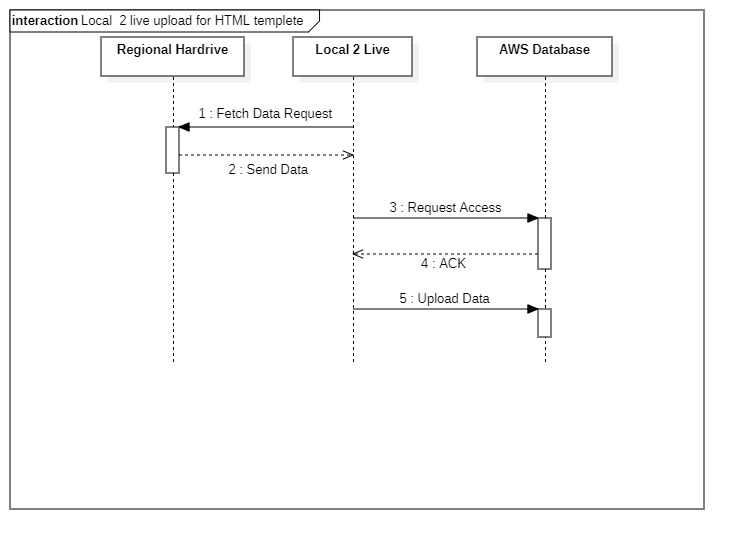 interaction Local  2 live upload for HTML templete
Regional Hardrive
Local 2 Live
AWS Database
1 : Fetch Data Request
2 : Send Data
3 : Request Access
4 : ACK
5 : Upload Data